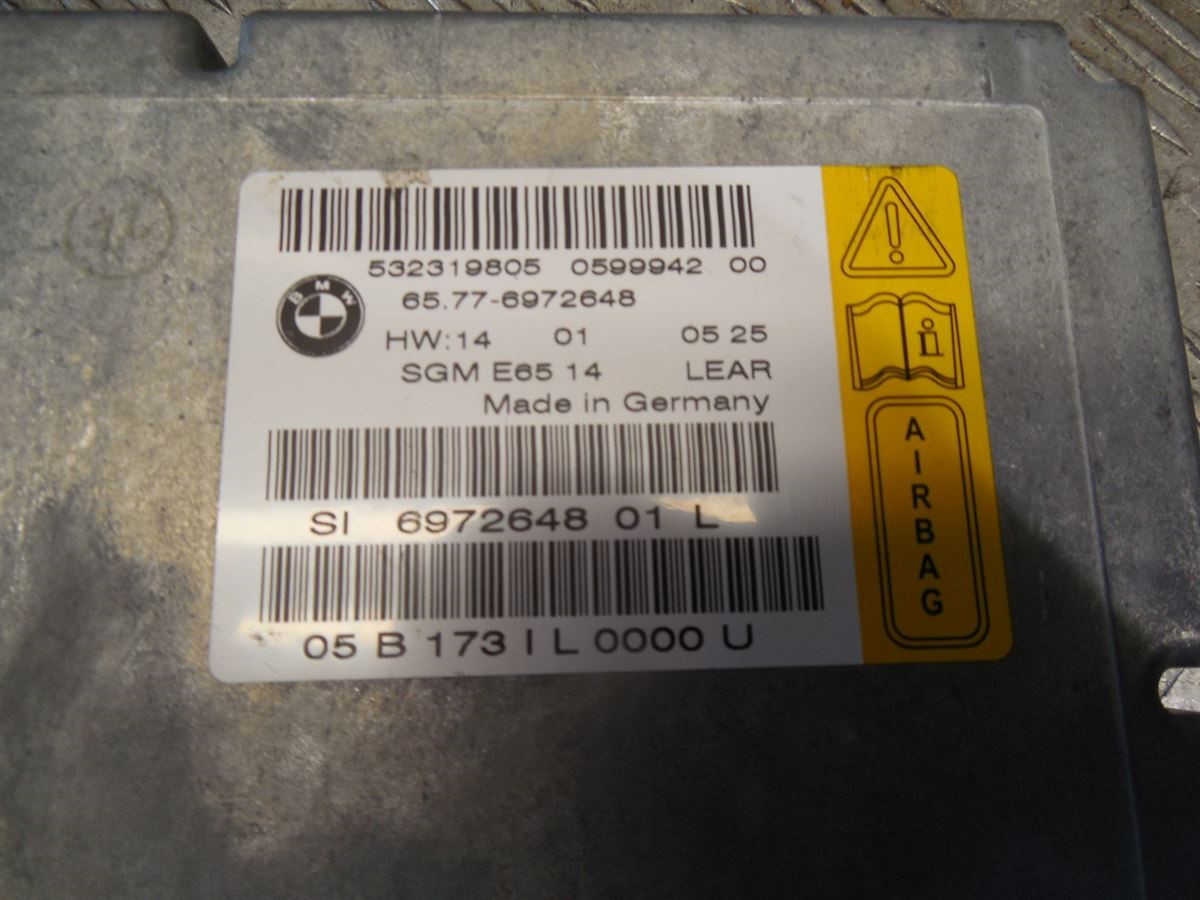 532319805 0599942 00
BMW
65.77-6972648
HW:14 01 05 25
SGM E65 14 LEAR
Made in Germany
SI 6972648 01 L
05 B 173 I L 0000 U
AIRBAG